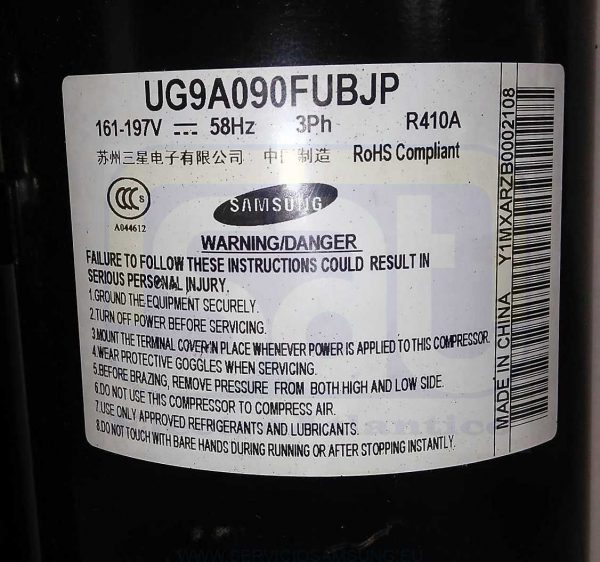 UG9A090FUBJP
161-197V ⎓ 58Hz 3Ph R410A
苏州三星电子有限公司 中国制造 RoHS Compliant
CCC S
A044612
SAMSUNG
WARNING/DANGER
FAILURE TO FOLLOW THESE INSTRUCTIONS COULD RESULT IN
SERIOUS PERSONAL INJURY.
1.GROUND THE EQUIPMENT SECURELY.
2.TURN OFF POWER BEFORE SERVICING.
3.MOUNT THE TERMINAL COVER IN PLACE WHENEVER POWER IS APPLIED TO THIS COMPRESSOR.
4.WEAR PROTECTIVE GOGGLES WHEN SERVICING.
5.BEFORE BRAZING, REMOVE PRESSURE FROM BOTH HIGH AND LOW SIDE.
6.DO NOT USE THIS COMPRESSOR TO COMPRESS AIR.
7.USE ONLY APPROVED REFRIGERANTS AND LUBRICANTS.
8.DO NOT TOUCH WITH BARE HANDS DURING RUNNING OR AFTER STOPPING INSTANTLY.
MADE IN CHINA Y1MXARZB0002108
sat
WWW.SERVICIOSAMSUNG.EU